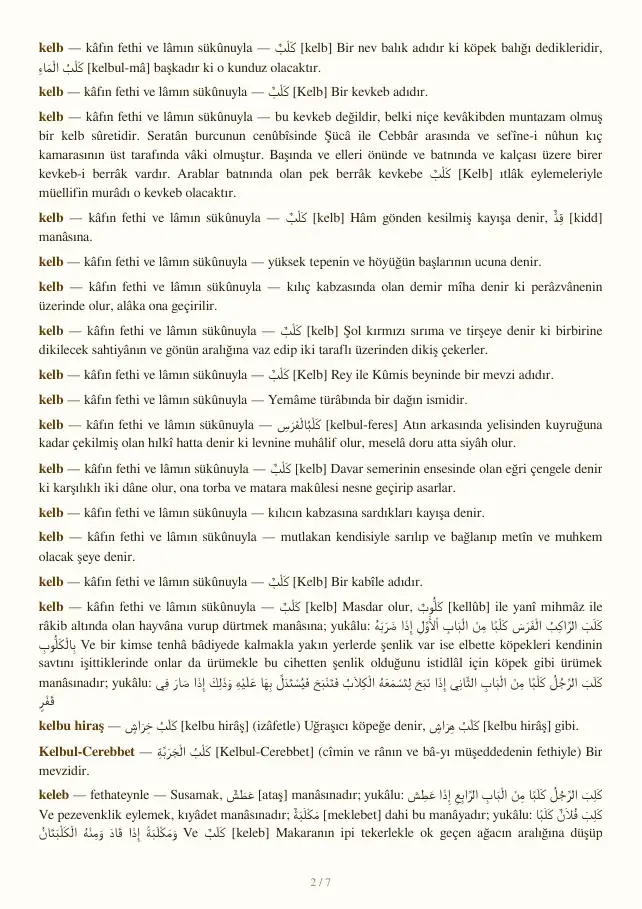 kelb — kâfın fethi ve lâmın sükûnuyla — كَلْبٌ [kelb] Bir nev balık adıdır ki köpek balığı dedikleridir,
كَلْبُ الْمَاءِ [kelbul-mâ] başkadır ki o kunduz olacaktır.
kelb — kâfın fethi ve lâmın sükûnuyla — كَلْبٌ [Kelb] Bir kevkeb adıdır.
kelb — kâfın fethi ve lâmın sükûnuyla — bu kevkeb değildir, belki niçe kevâkibden muntazam olmuş
bir kelb sûretidir. Seratân burcunun cenûbîsinde Şücâ ile Cebbâr arasında ve sefîne-i nûhun kıç
kamarasının üst tarafında vâki olmuştur. Başında ve elleri önünde ve batnında ve kalçası üzere birer
kevkeb-i berrâk vardır. Arablar batnında olan pek berrâk kevkebe كَلْبٌ [Kelb] ıtlâk eylemeleriyle
müellifin murâdı o kevkeb olacaktır.
kelb — kâfın fethi ve lâmın sükûnuyla — كَلْبٌ [kelb] Hâm gönden kesilmiş kayışa denir, قِدٌّ [kidd]
manâsına.
kelb — kâfın fethi ve lâmın sükûnuyla — yüksek tepenin ve höyüğün başlarının ucuna denir.
kelb — kâfın fethi ve lâmın sükûnuyla — kılıç kabzasında olan demir mîha denir ki perâzvânenin
üzerinde olur, alâka ona geçirilir.
kelb — kâfın fethi ve lâmın sükûnuyla — كَلْبٌ [kelb] Şol kırmızı sırıma ve tirşeye denir ki birbirine
dikilecek sahtiyânın ve gönün aralığına vaz edip iki taraflı üzerinden dikiş çekerler.
kelb — kâfın fethi ve lâmın sükûnuyla — كَلْبٌ [Kelb] Rey ile Kûmis beyninde bir mevzi adıdır.
kelb — kâfın fethi ve lâmın sükûnuyla — Yemâme türâbında bir dağın ismidir.
kelb — kâfın fethi ve lâmın sükûnuyla — كَلْبُالْفَرَسِ [kelbul-feres] Atın arkasında yelisinden kuyruğuna
kadar çekilmiş olan hılkî hatta denir ki levnine muhâlif olur, meselâ doru atta siyâh olur.
kelb — kâfın fethi ve lâmın sükûnuyla — كَلْبٌ [kelb] Davar semerinin ensesinde olan eğri çengele denir
ki karşılıklı iki dâne olur, ona torba ve matara makûlesi nesne geçirip asarlar.
kelb — kâfın fethi ve lâmın sükûnuyla — kılıcın kabzasına sardıkları kayışa denir.
kelb — kâfın fethi ve lâmın sükûnuyla — mutlakan kendisiyle sarılıp ve bağlanıp metîn ve muhkem
olacak şeye denir.
kelb — kâfın fethi ve lâmın sükûnuyla — كَلْبٌ [Kelb] Bir kabîle adıdır.
kelb — kâfın fethi ve lâmın sükûnuyla — كَلْبٌ [kelb] Masdar olur, كَلُّوبٌ [kellûb] ile yanî mihmâz ile
râkib altında olan hayvâna vurup dürtmek manâsına; yukâlu: كَلَبَ الرَّاكِبُ الْفَرَسَ كَلْبًا مِنَ الْبَابِ الْأَوَّلِ إِذَا ضَرَبَهُ
بِالْكَلُّوبِ Ve bir kimse tenhâ bâdiyede kalmakla yakın yerlerde şenlik var ise elbette köpekleri kendinin
savtını işittiklerinde onlar da ürümekle bu cihetten şenlik olduğunu istidlâl için köpek gibi ürümek
manâsınadır; yukâlu: كَلَبَ الرَّجُلُ كَلْبًا مِنَ الْبَابِ الثَّانِي إِذَا نَبَحَ لِتَسْمَعَهُ الْكِلاَبُ فَتَنْبَحَ فَيُسْتَدَلَّ بِهَا عَلَيْهِ وَذَلِكَ إِذَا صَارَ فِي
قَفْرٍ
kelbu hiraş — كَلْبُ خِرَاشٍ [kelbu hirâş] (izâfetle) Uğraşıcı köpeğe denir, كَلْبُ هِرَاشٍ [kelbu hirâş] gibi.
Kelbul-Cerebbet — كَلْبُ الْجَرَبَّةِ [Kelbul-Cerebbet] (cîmin ve rânın ve bâ-yı müşeddedenin fethiyle) Bir
mevzidir.
keleb — fethateynle — Susamak, عَطَشٌ [ataş] manâsınadır; yukâlu: كَلِبَ الرَّجُلُ كَلَبًا مِنَ الْبَابِ الرَّابِعِ إِذَا عَطِشَ
Ve pezevenklik eylemek, kıyâdet manâsınadır; مَكْلَبَةٌ [meklebet] dahi bu manâyadır; yukâlu: كَلِبَ فُلاَنٌ كَلَبًا
وَمَكْلَبَةً إِذَا قَادَ وَمِنْهُ الْكَلْتَبَانُ Ve كَلَبٌ [keleb] Makaranın ipi tekerlekle ok geçen ağacın aralığına düşüp
2 / 7